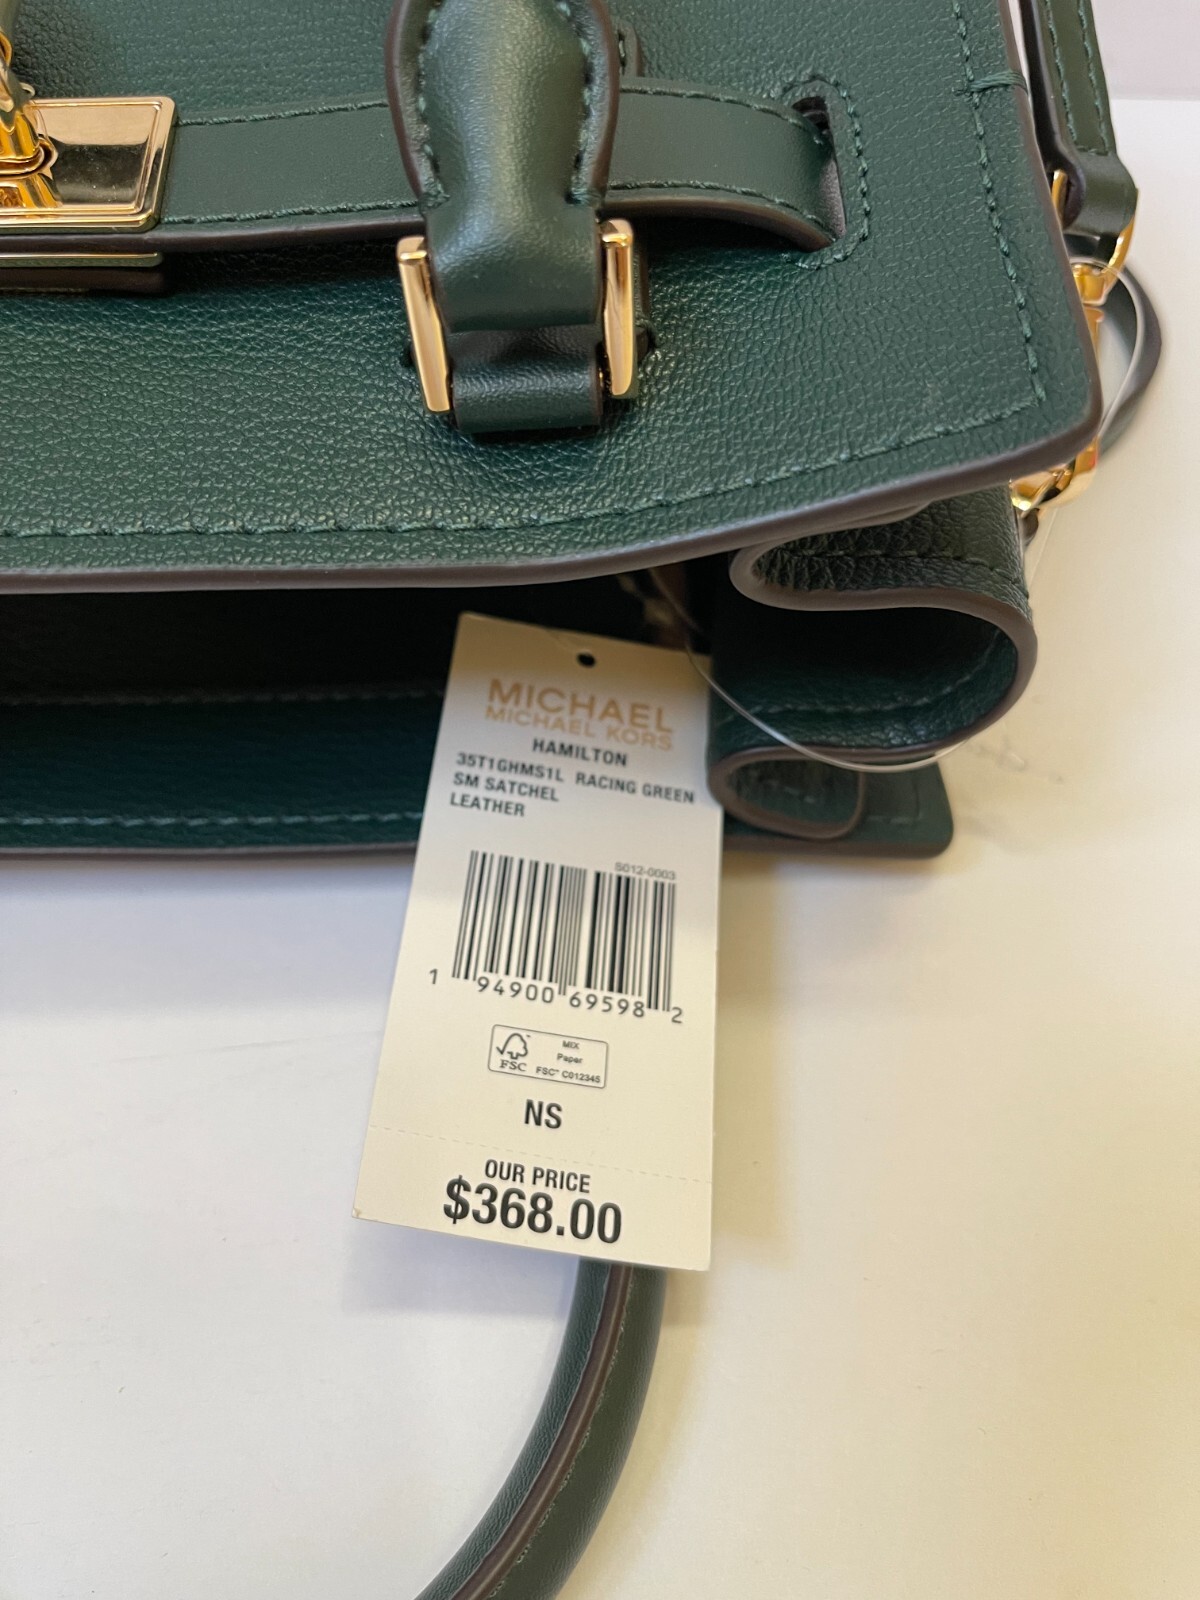 MICHAEL
MICHAEL KORS
HAMILTON
35T1GHMS1L RACING GREEN
SM SATCHEL
LEATHER
S012-0003
1 94900 69598 2
MIX
Paper
FSC
FSC™ C012345
NS
OUR PRICE
$368.00